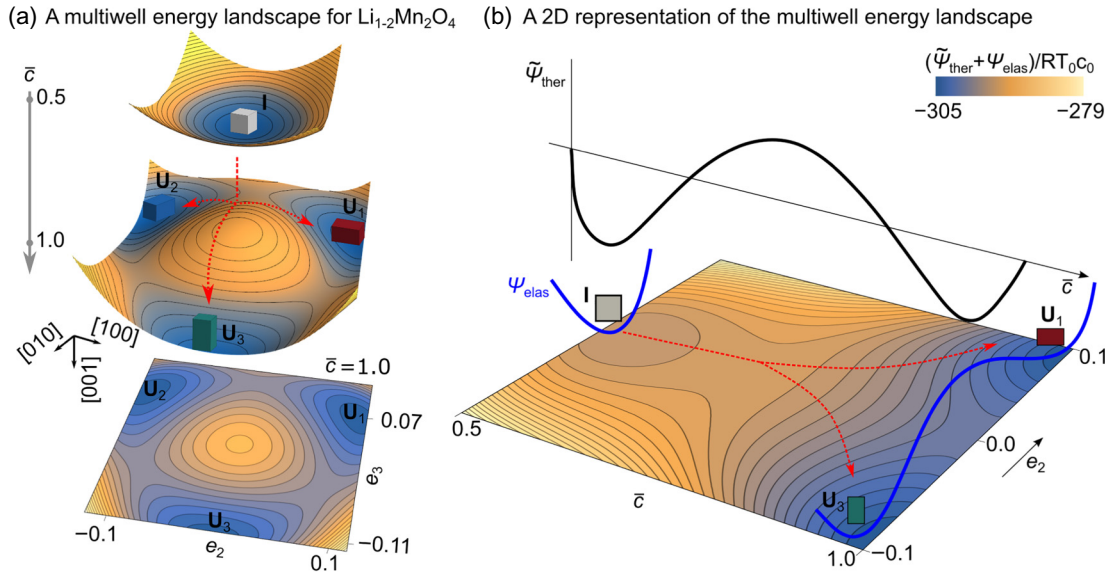 (a) A multiwell energy landscape for Li₁₋₂Mn₂O₄
c̄
0.5
I
U₂
U₁
1.0
U₃
[010]
[100]
[001]
c̄ = 1.0
U₂
U₁
0.07
e₃
U₃
−0.1
e₂
0.1
−0.11
(b) A 2D representation of the multiwell energy landscape
ψ̃ther
(ψ̃ther+ψelas)/RT₀c₀
−305
−279
c̄
ψelas
I
U₁
0.1
0.5
0.0
e₂
c̄
U₃
1.0
−0.1